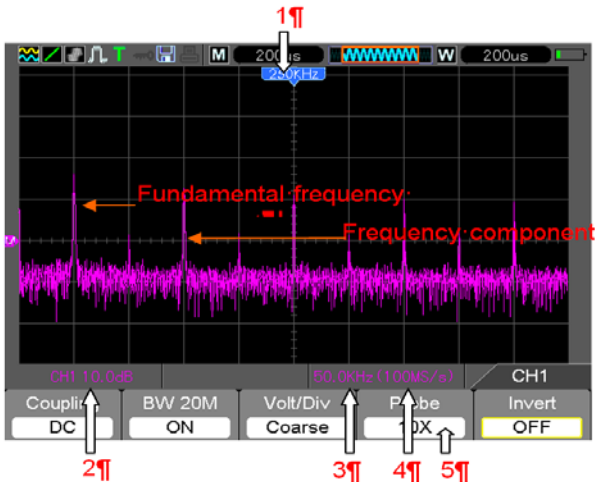 1¶
T M 200us W 200us
250KHz
Fundamental·frequency·
Frequency·component
CH1 10.0dB 50.0KHz (100MS/s) CH1
Coupling BW 20M Volt/Div Probe Invert
DC ON Coarse 10X OFF
2¶ 3¶ 4¶ 5¶